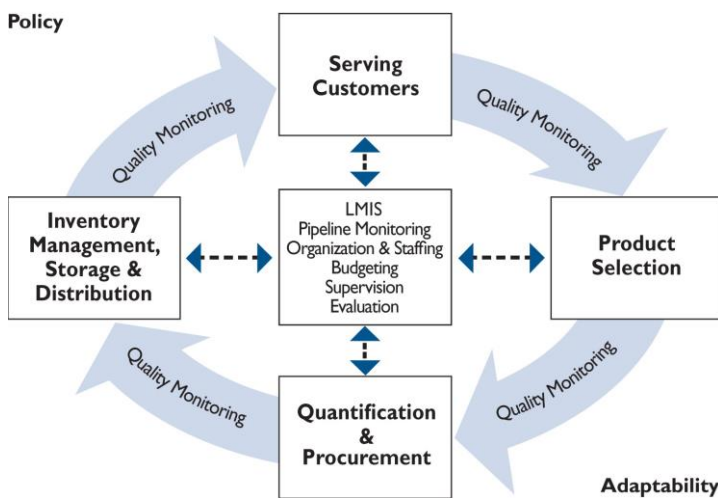 Policy
Serving
Customers
Quality Monitoring
Quality Monitoring
Inventory
Management,
Storage &
Distribution
LMIS
Pipeline Monitoring
Organization & Staffing
Budgeting
Supervision
Evaluation
Product
Selection
Quality Monitoring
Quality Monitoring
Quantification
&
Procurement
Adaptability